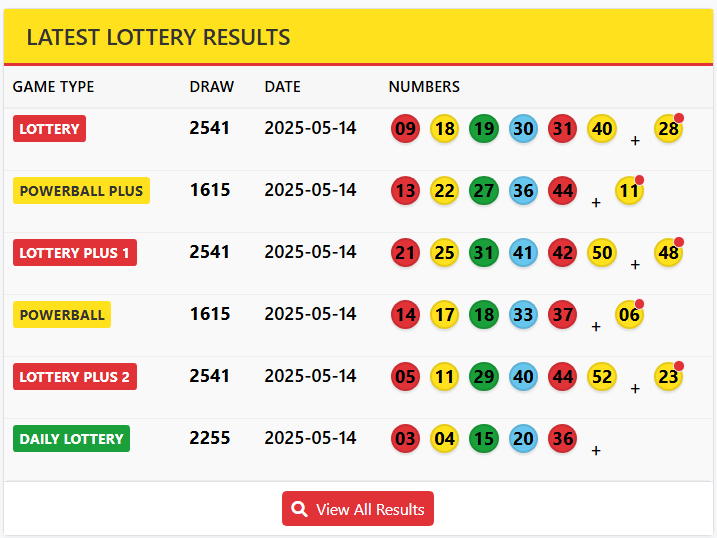 LATEST LOTTERY RESULTS
GAME TYPE DRAW DATE NUMBERS
LOTTERY 2541 2025-05-14 09 18 19 30 31 40 + 28
POWERBALL PLUS 1615 2025-05-14 13 22 27 36 44 + 11
LOTTERY PLUS 1 2541 2025-05-14 21 25 31 41 42 50 + 48
POWERBALL 1615 2025-05-14 14 17 18 33 37 + 06
LOTTERY PLUS 2 2541 2025-05-14 05 11 29 40 44 52 + 23
DAILY LOTTERY 2255 2025-05-14 03 04 15 20 36 +
View All Results